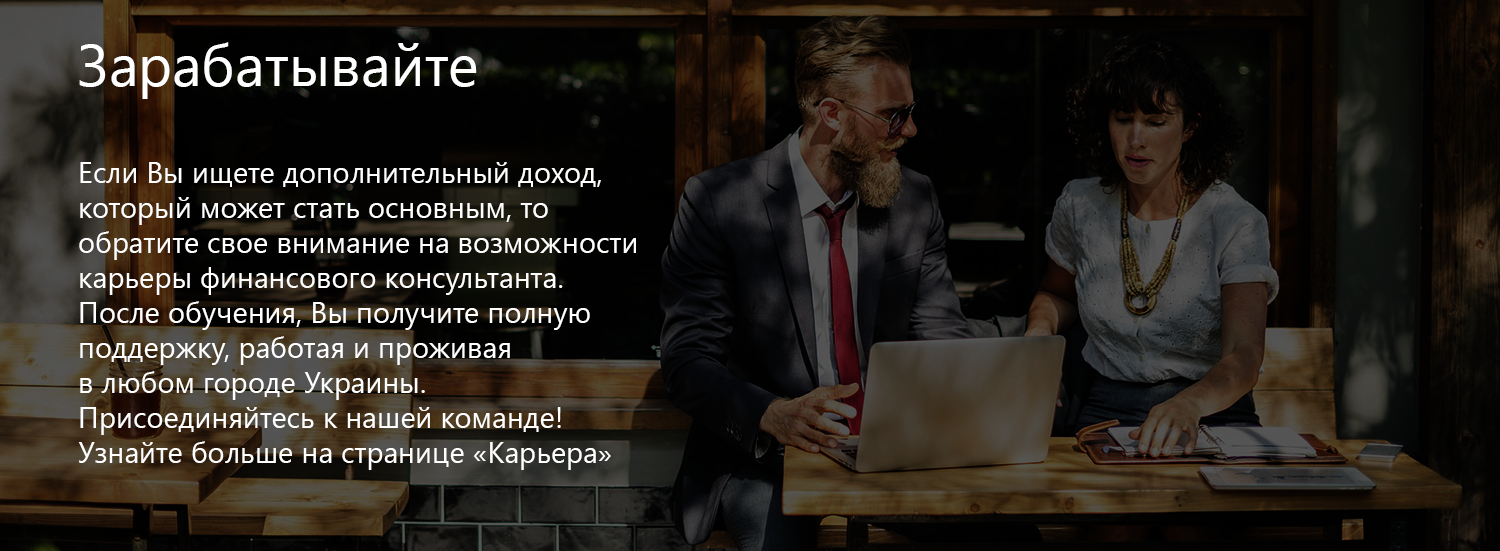 Зарабатывайте
Если Вы ищете дополнительный доход,
который может стать основным, то
обратите свое внимание на возможности
карьеры финансового консультанта.
После обучения, Вы получите полную
поддержку, работая и проживая
в любом городе Украины.
Присоединяйтесь к нашей команде!
Узнайте больше на странице «Карьера»